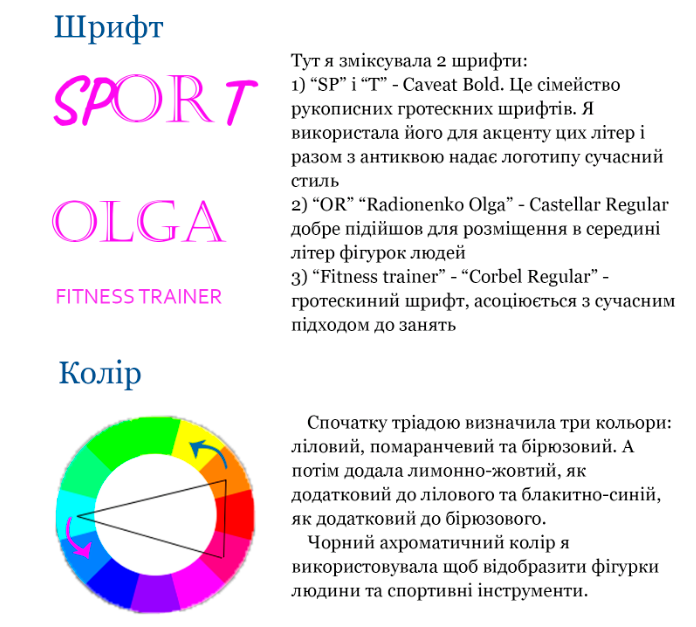 Шрифт
SPORT
OLGA
FITNESS TRAINER
Тут я зміксувала 2 шрифти:
1) “SP” і “T” - Caveat Bold. Це сімейство
рукописних гротескних шрифтів. Я
використала його для акценту цих літер і
разом з антиквою надає логотипу сучасний
стиль
2) “OR” “Radionenko Olga” - Castellar Regular
добре підійшов для розміщення в середині
літер фігурок людей
3) “Fitness trainer” - “Corbel Regular” -
гротескиний шрифт, асоціюється з сучасним
підходом до занять
Колір
Спочатку тріадою визначила три кольори:
ліловий, помаранчевий та бірюзовий. А
потім додала лимонно-жовтий, як
додатковий до лілового та блакитно-синій,
як додатковий до бірюзового.
Чорний ахроматичний колір я
використовувала щоб відобразити фігурки
людини та спортивні інструменти.